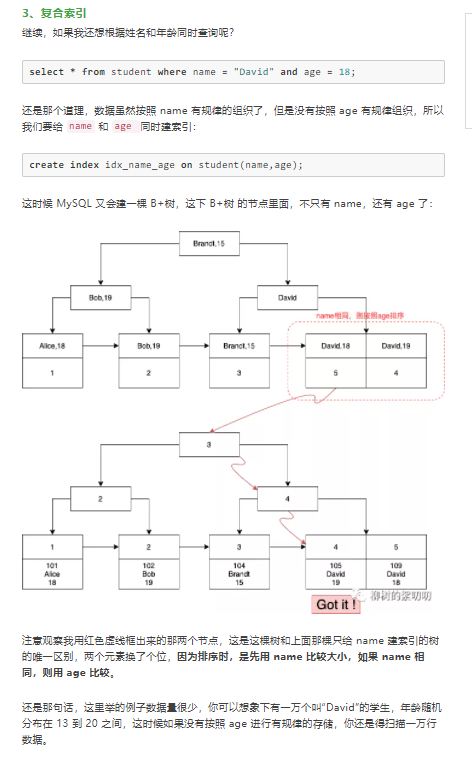 3、复合索引
继续，如果我还想根据姓名和年龄同时查询呢？
select * from student where name = "David" and age = 18;
还是那个道理，数据虽然按照 name 有规律的组织了，但是没有按照 age 有规律组织，所以
我们要给 name 和 age 同时建索引：
create index idx_name_age on student(name,age);
这时候 MySQL 又会建一棵 B+树，这下 B+树 的节点里面，不只有 name，还有 age 了：
Brandt,15
Bob,19
David
name相同，则按照age排序
Alice,18
Bob,19
Brandt,15
David,18
David,19
1
2
3
5
4
3
2
4
1
2
3
4
5
101
Alice
18
102
Bob
19
104
Brandt
15
105
David
19
109
David
18
Got it !
柳树的絮叨叨
注意观察我用红色虚线框出来的那两个节点，这是这棵树和上面那棵只给 name 建索引的树
的唯一区别，两个元素换了个位，因为排序时，是先用 name 比较大小，如果 name 相
同，则用 age 比较。
还是那句话，这里举的例子数据量很少，你可以想象下有一万个叫“David”的学生，年龄随机
分布在 13 到 20 之间，这时候如果没有按照 age 进行有规律的存储，你还是得扫描一万行
数据。